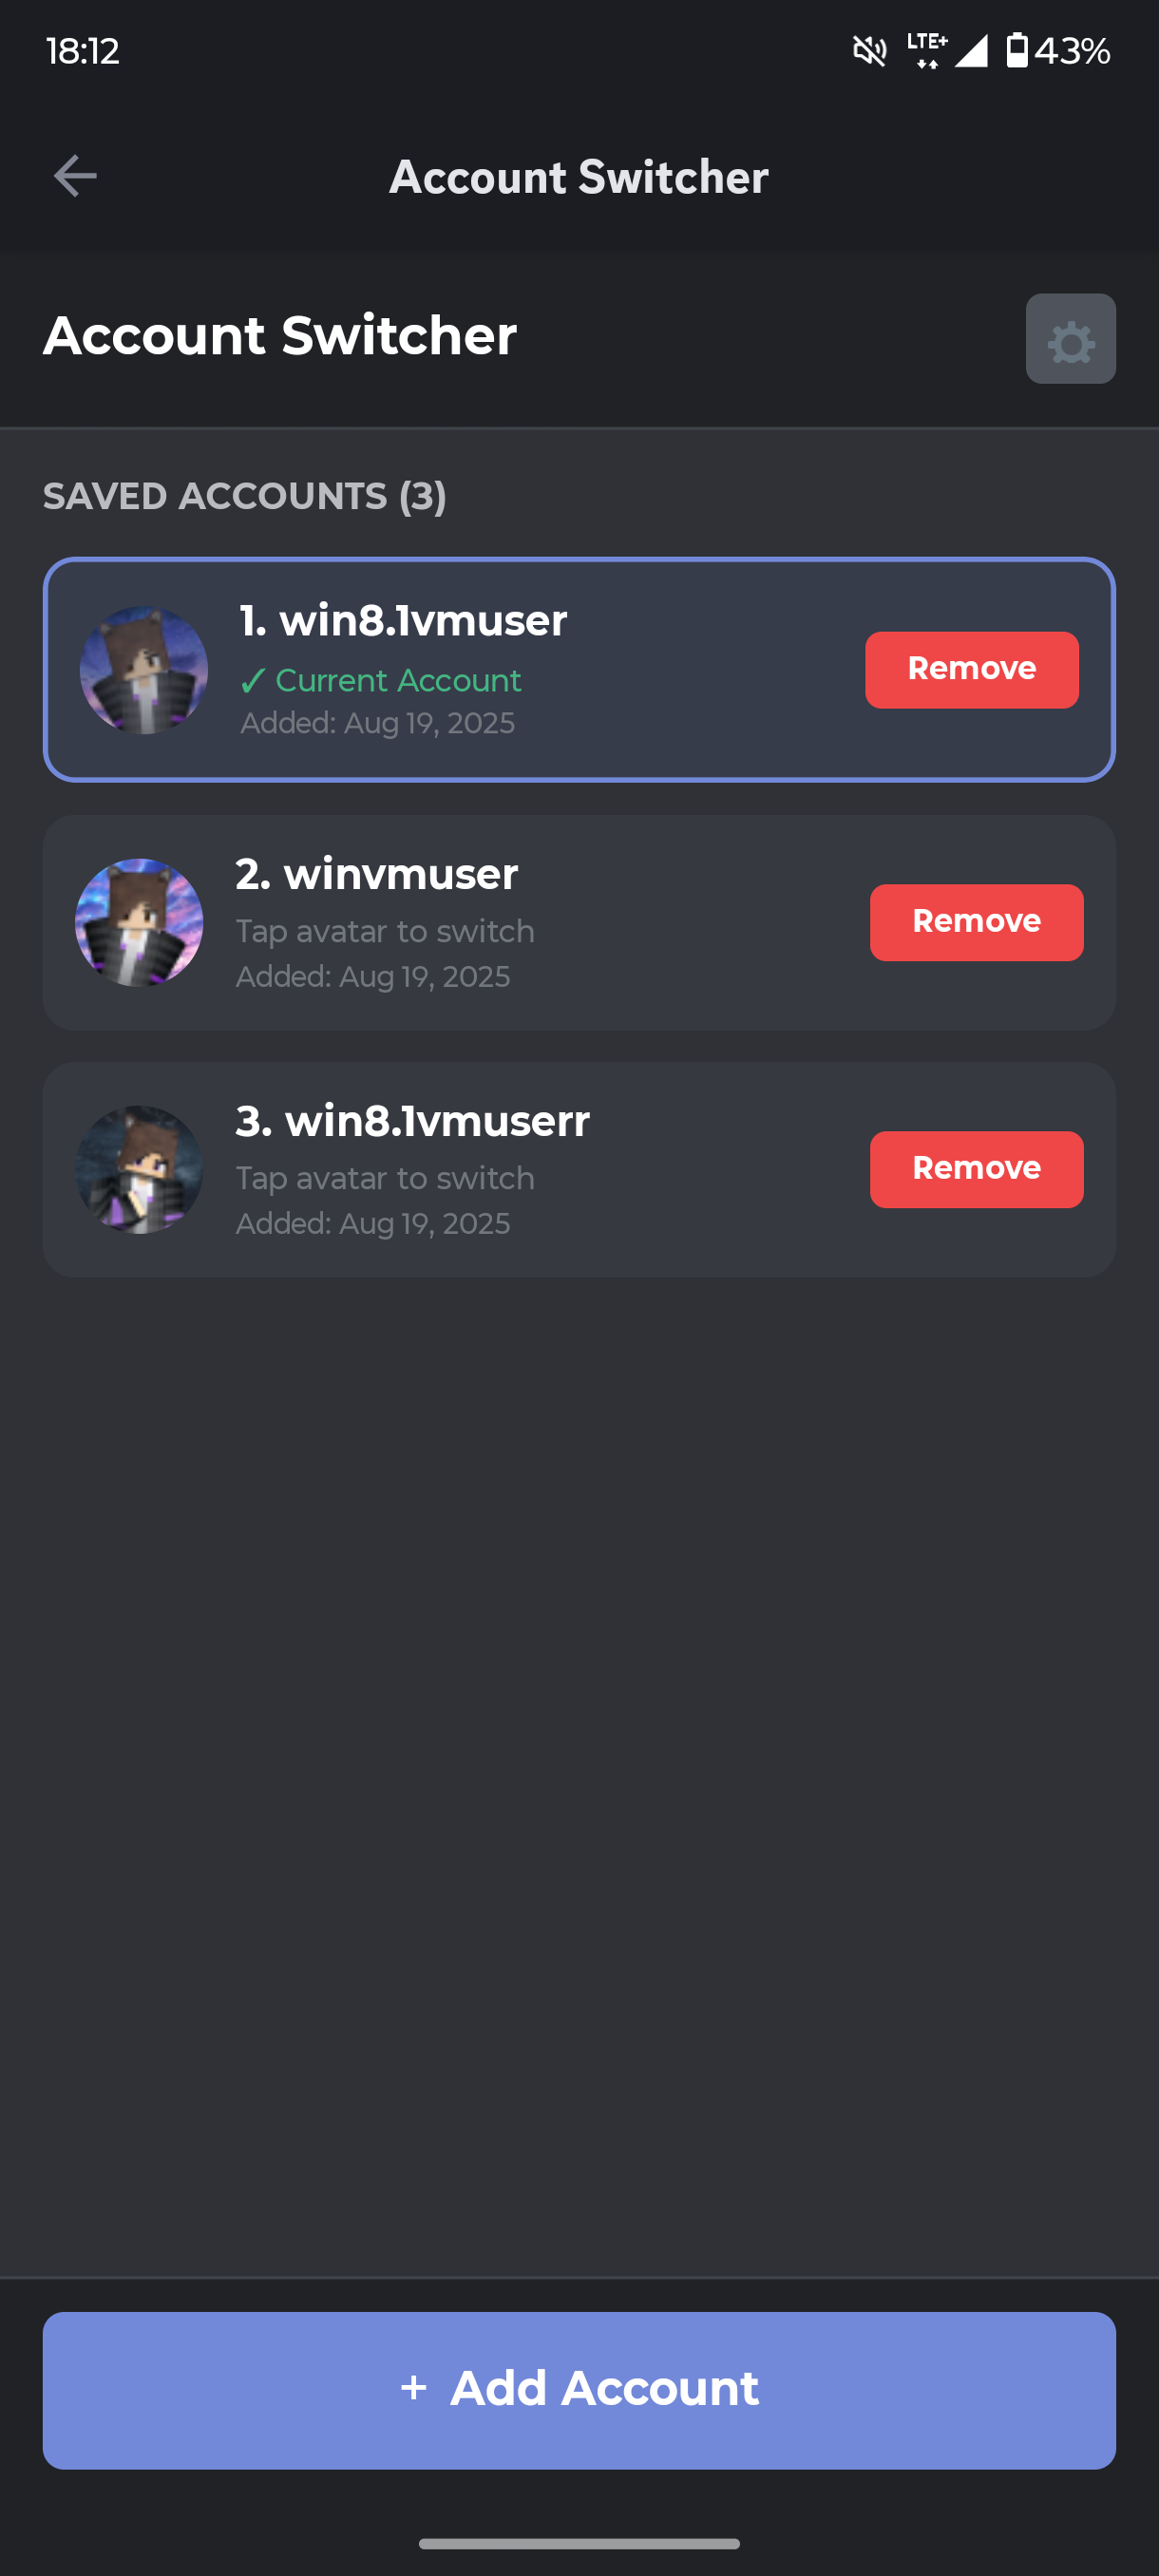 18:12
LTE+
43%
Account Switcher
Account Switcher
SAVED ACCOUNTS (3)
1. win8.1vmuser
✓ Current Account
Added: Aug 19, 2025
Remove
2. winvmuser
Tap avatar to switch
Added: Aug 19, 2025
Remove
3. win8.1vmuserr
Tap avatar to switch
Added: Aug 19, 2025
Remove
+ Add Account